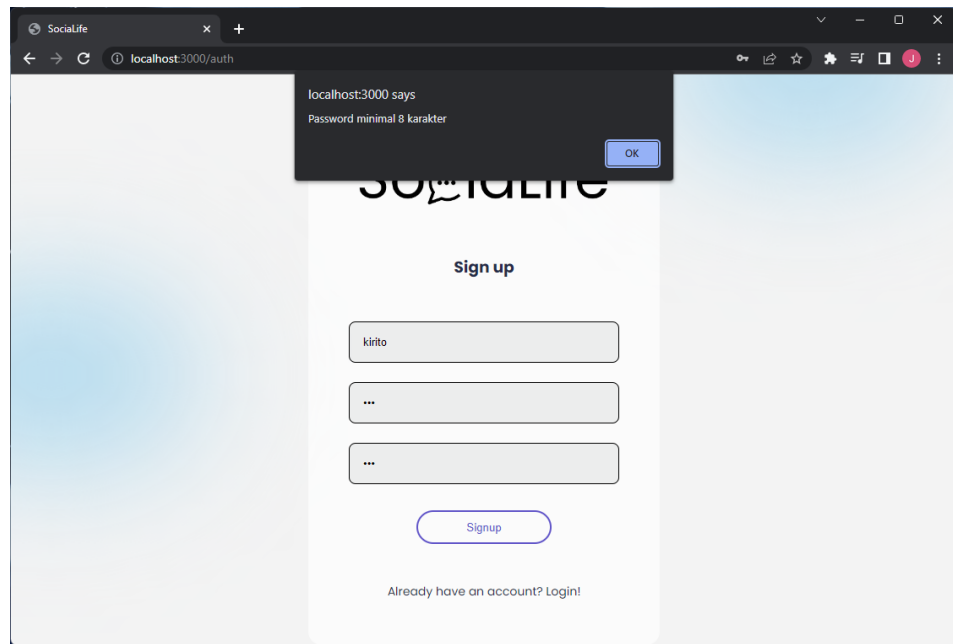 SociaLife
localhost:3000/auth
J
localhost:3000 says
Password minimal 8 karakter
OK
SociaLife
Sign up
kirito
•••
•••
Signup
Already have an account? Login!